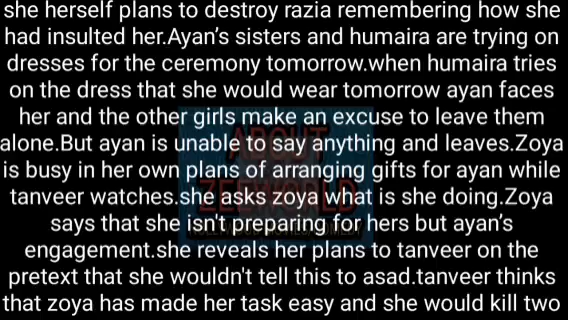 she herself plans to destroy razia remembering how she
had insulted her.Ayan's sisters and humaira are trying on
dresses for the ceremony tomorrow.when humaira tries
on the dress that she would wear tomorrow ayan faces
her and the other girls make an excuse to leave them
alone.But ayan is unable to say anything and leaves.Zoya
is busy in her own plans of arranging gifts for ayan while
tanveer watches.she asks zoya what is she doing.Zoya
says that she isn't preparing for hers but ayan's
engagement.she reveals her plans to tanveer on the
pretext that she wouldn't tell this to asad.tanveer thinks
that zoya has made her task easy and she would kill two
ABOUT
ZEEWORLD